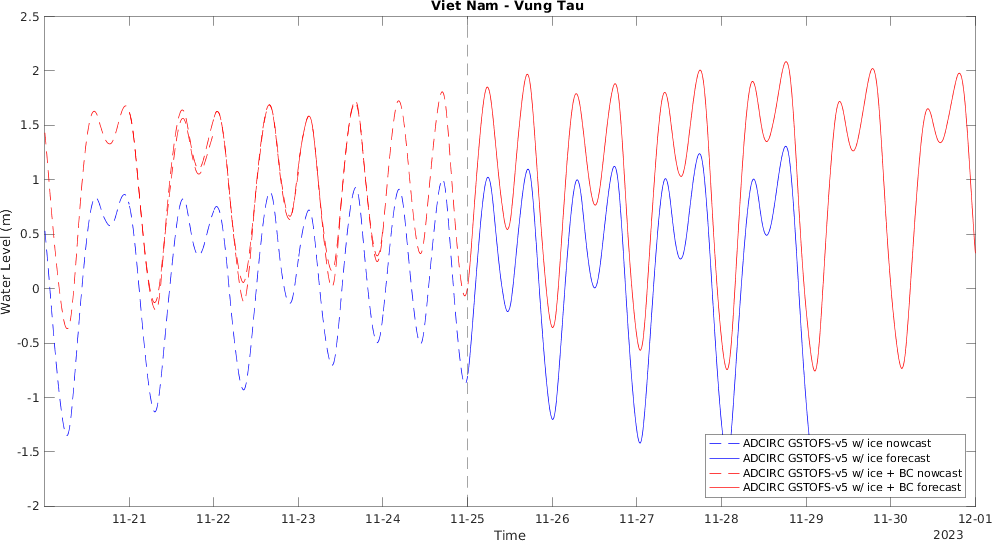 Viet Nam - Vung Tau
Water Level (m)
2.5
2
1.5
1
0.5
0
-0.5
-1
-1.5
-2
ADCIRC GSTOFS-v5 w/ ice nowcast
ADCIRC GSTOFS-v5 w/ ice forecast
ADCIRC GSTOFS-v5 w/ ice + BC nowcast
ADCIRC GSTOFS-v5 w/ ice + BC forecast
11-21 11-22 11-23 11-24 11-25 11-26 11-27 11-28 11-29 11-30 12-01
Time
2023